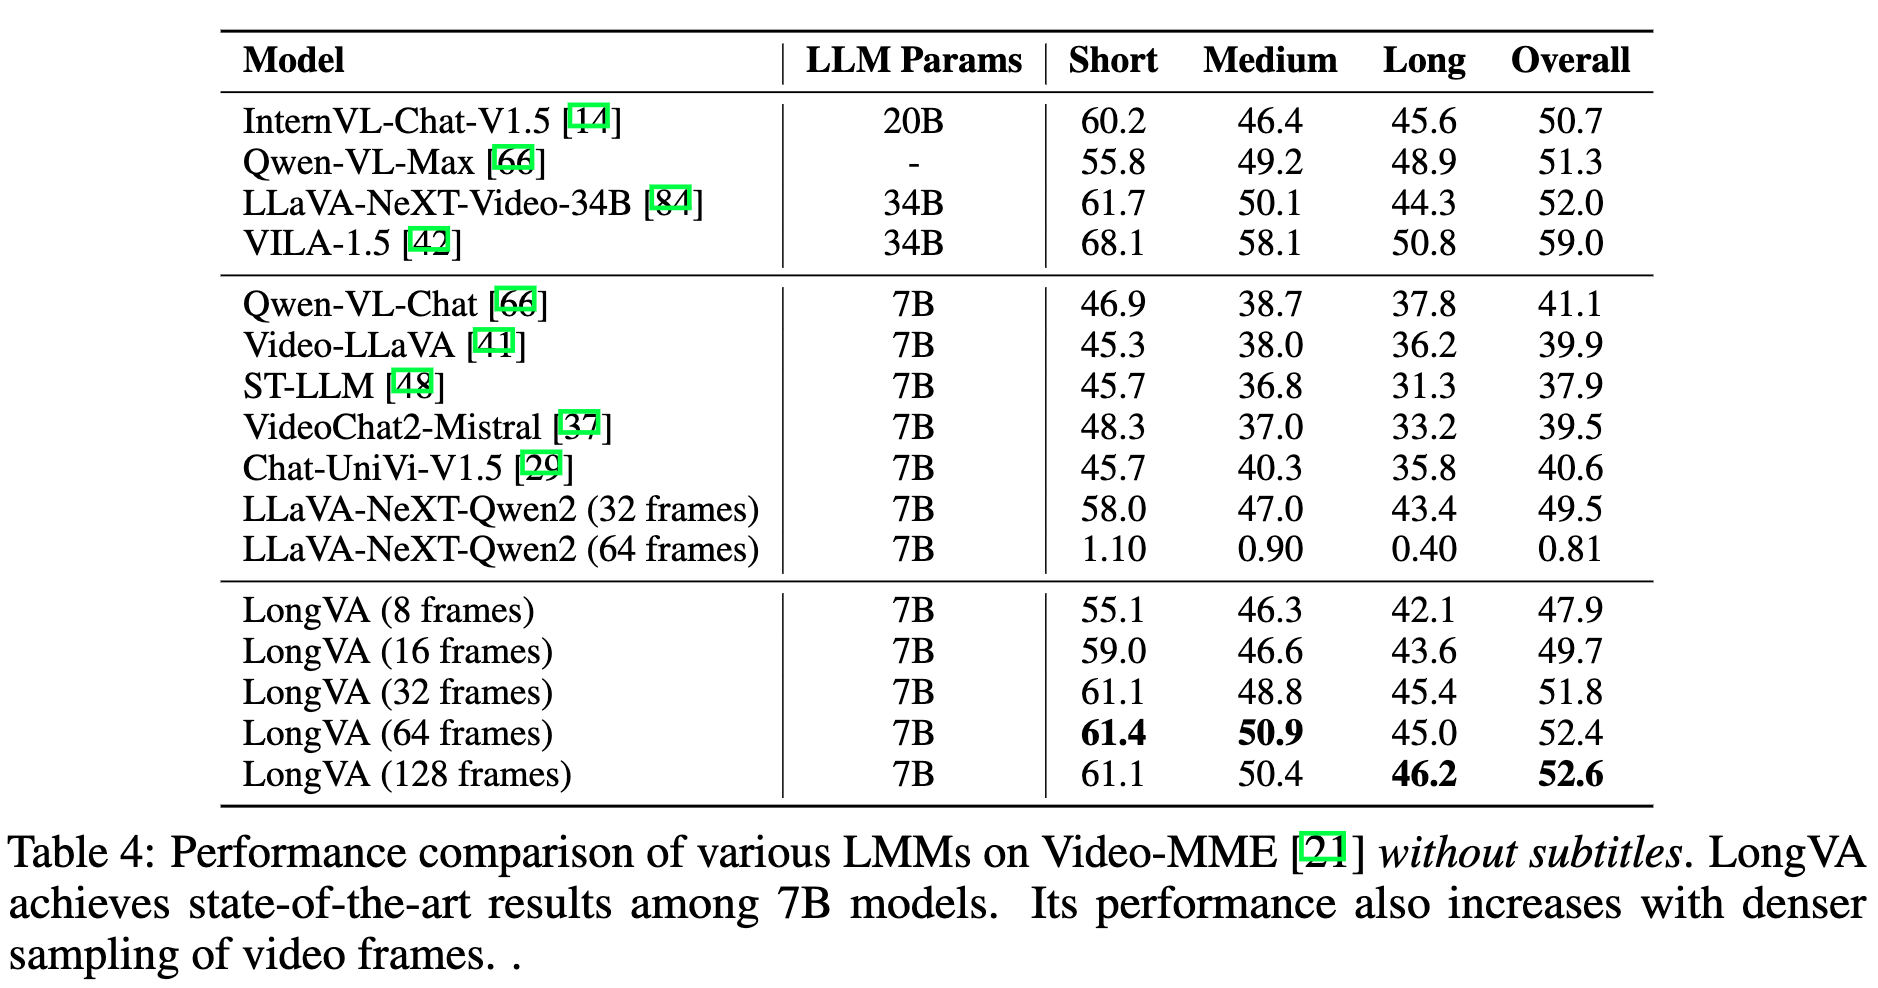 Model LLM Params Short Medium Long Overall
InternVL-Chat-V1.5 [14] 20B 60.2 46.4 45.6 50.7
Qwen-VL-Max [66] - 55.8 49.2 48.9 51.3
LLaVA-NeXT-Video-34B [84] 34B 61.7 50.1 44.3 52.0
VILA-1.5 [42] 34B 68.1 58.1 50.8 59.0
Qwen-VL-Chat [66] 7B 46.9 38.7 37.8 41.1
Video-LLaVA [41] 7B 45.3 38.0 36.2 39.9
ST-LLM [48] 7B 45.7 36.8 31.3 37.9
VideoChat2-Mistral [37] 7B 48.3 37.0 33.2 39.5
Chat-UniVi-V1.5 [29] 7B 45.7 40.3 35.8 40.6
LLaVA-NeXT-Qwen2 (32 frames) 7B 58.0 47.0 43.4 49.5
LLaVA-NeXT-Qwen2 (64 frames) 7B 1.10 0.90 0.40 0.81
LongVA (8 frames) 7B 55.1 46.3 42.1 47.9
LongVA (16 frames) 7B 59.0 46.6 43.6 49.7
LongVA (32 frames) 7B 61.1 48.8 45.4 51.8
LongVA (64 frames) 7B 61.4 50.9 45.0 52.4
LongVA (128 frames) 7B 61.1 50.4 46.2 52.6
Table 4: Performance comparison of various LMMs on Video-MME [21] without subtitles. LongVA
achieves state-of-the-art results among 7B models. Its performance also increases with denser
sampling of video frames. .